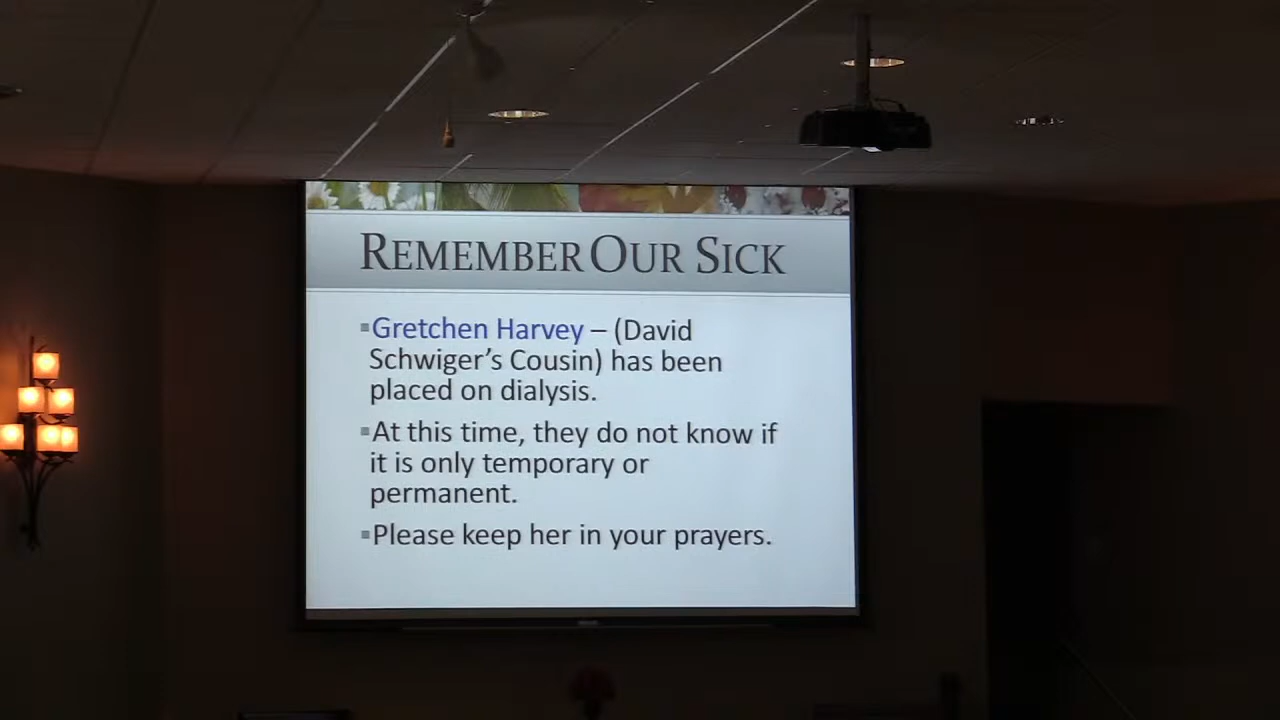 REMEMBER OUR SICK
▪Gretchen Harvey – (David
Schwiger's Cousin) has been
placed on dialysis.
▪At this time, they do not know if
it is only temporary or
permanent.
▪Please keep her in your prayers.